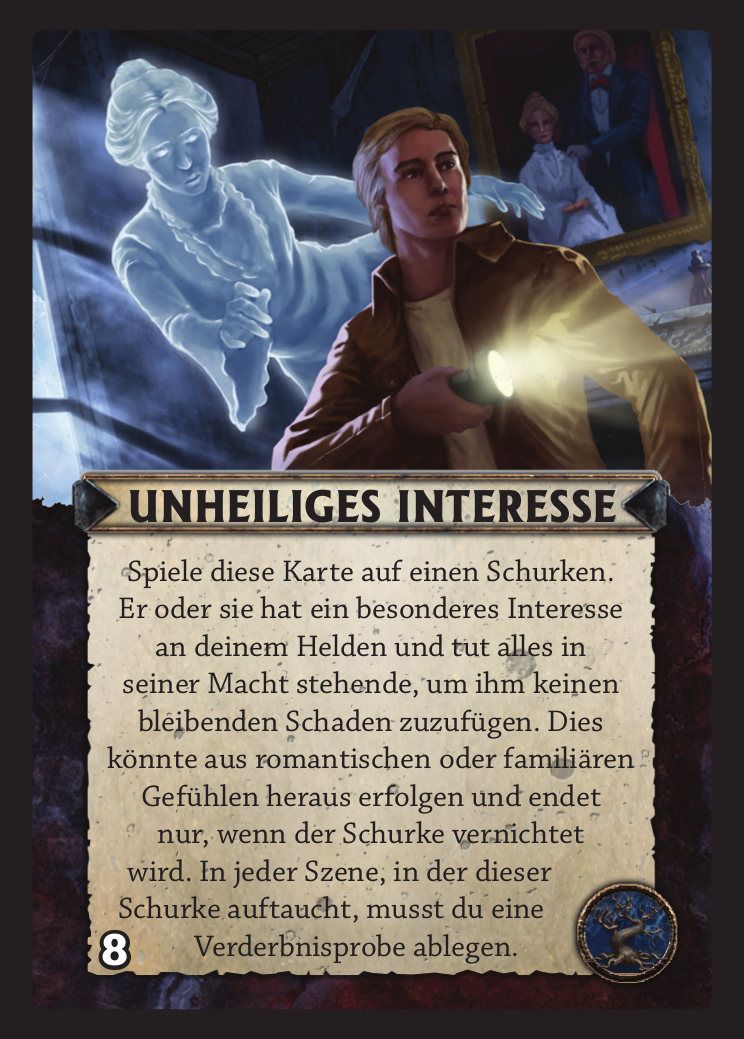 UNHEILIGES INTERESSE
Spiele diese Karte auf einen Schurken.
Er oder sie hat ein besonderes Interesse
an deinem Helden und tut alles in
seiner Macht stehende, um ihm keinen
bleibenden Schaden zuzufügen. Dies
könnte aus romantischen oder familiären
Gefühlen heraus erfolgen und endet
nur, wenn der Schurke vernichtet
wird. In jeder Szene, in der dieser
Schurke auftaucht, musst du eine
Verderbnisprobe ablegen.
8